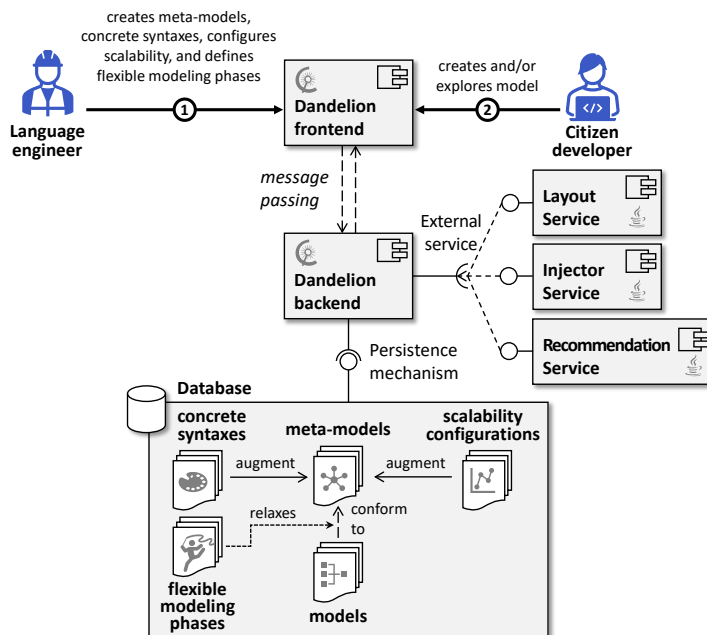 creates meta-models,
concrete syntaxes, configures
scalability, and defines
flexible modeling phases
1
Language
engineer
Dandelion
frontend
creates and/or
explores model
2
</>
Citizen
developer
message
passing
External
service
Layout
Service
Injector
Service
Recommendation
Service
Dandelion
backend
Persistence
mechanism
Database
concrete
syntaxes
meta-models
scalability
configurations
augment
augment
relaxes
conform
to
flexible
modeling
phases
models